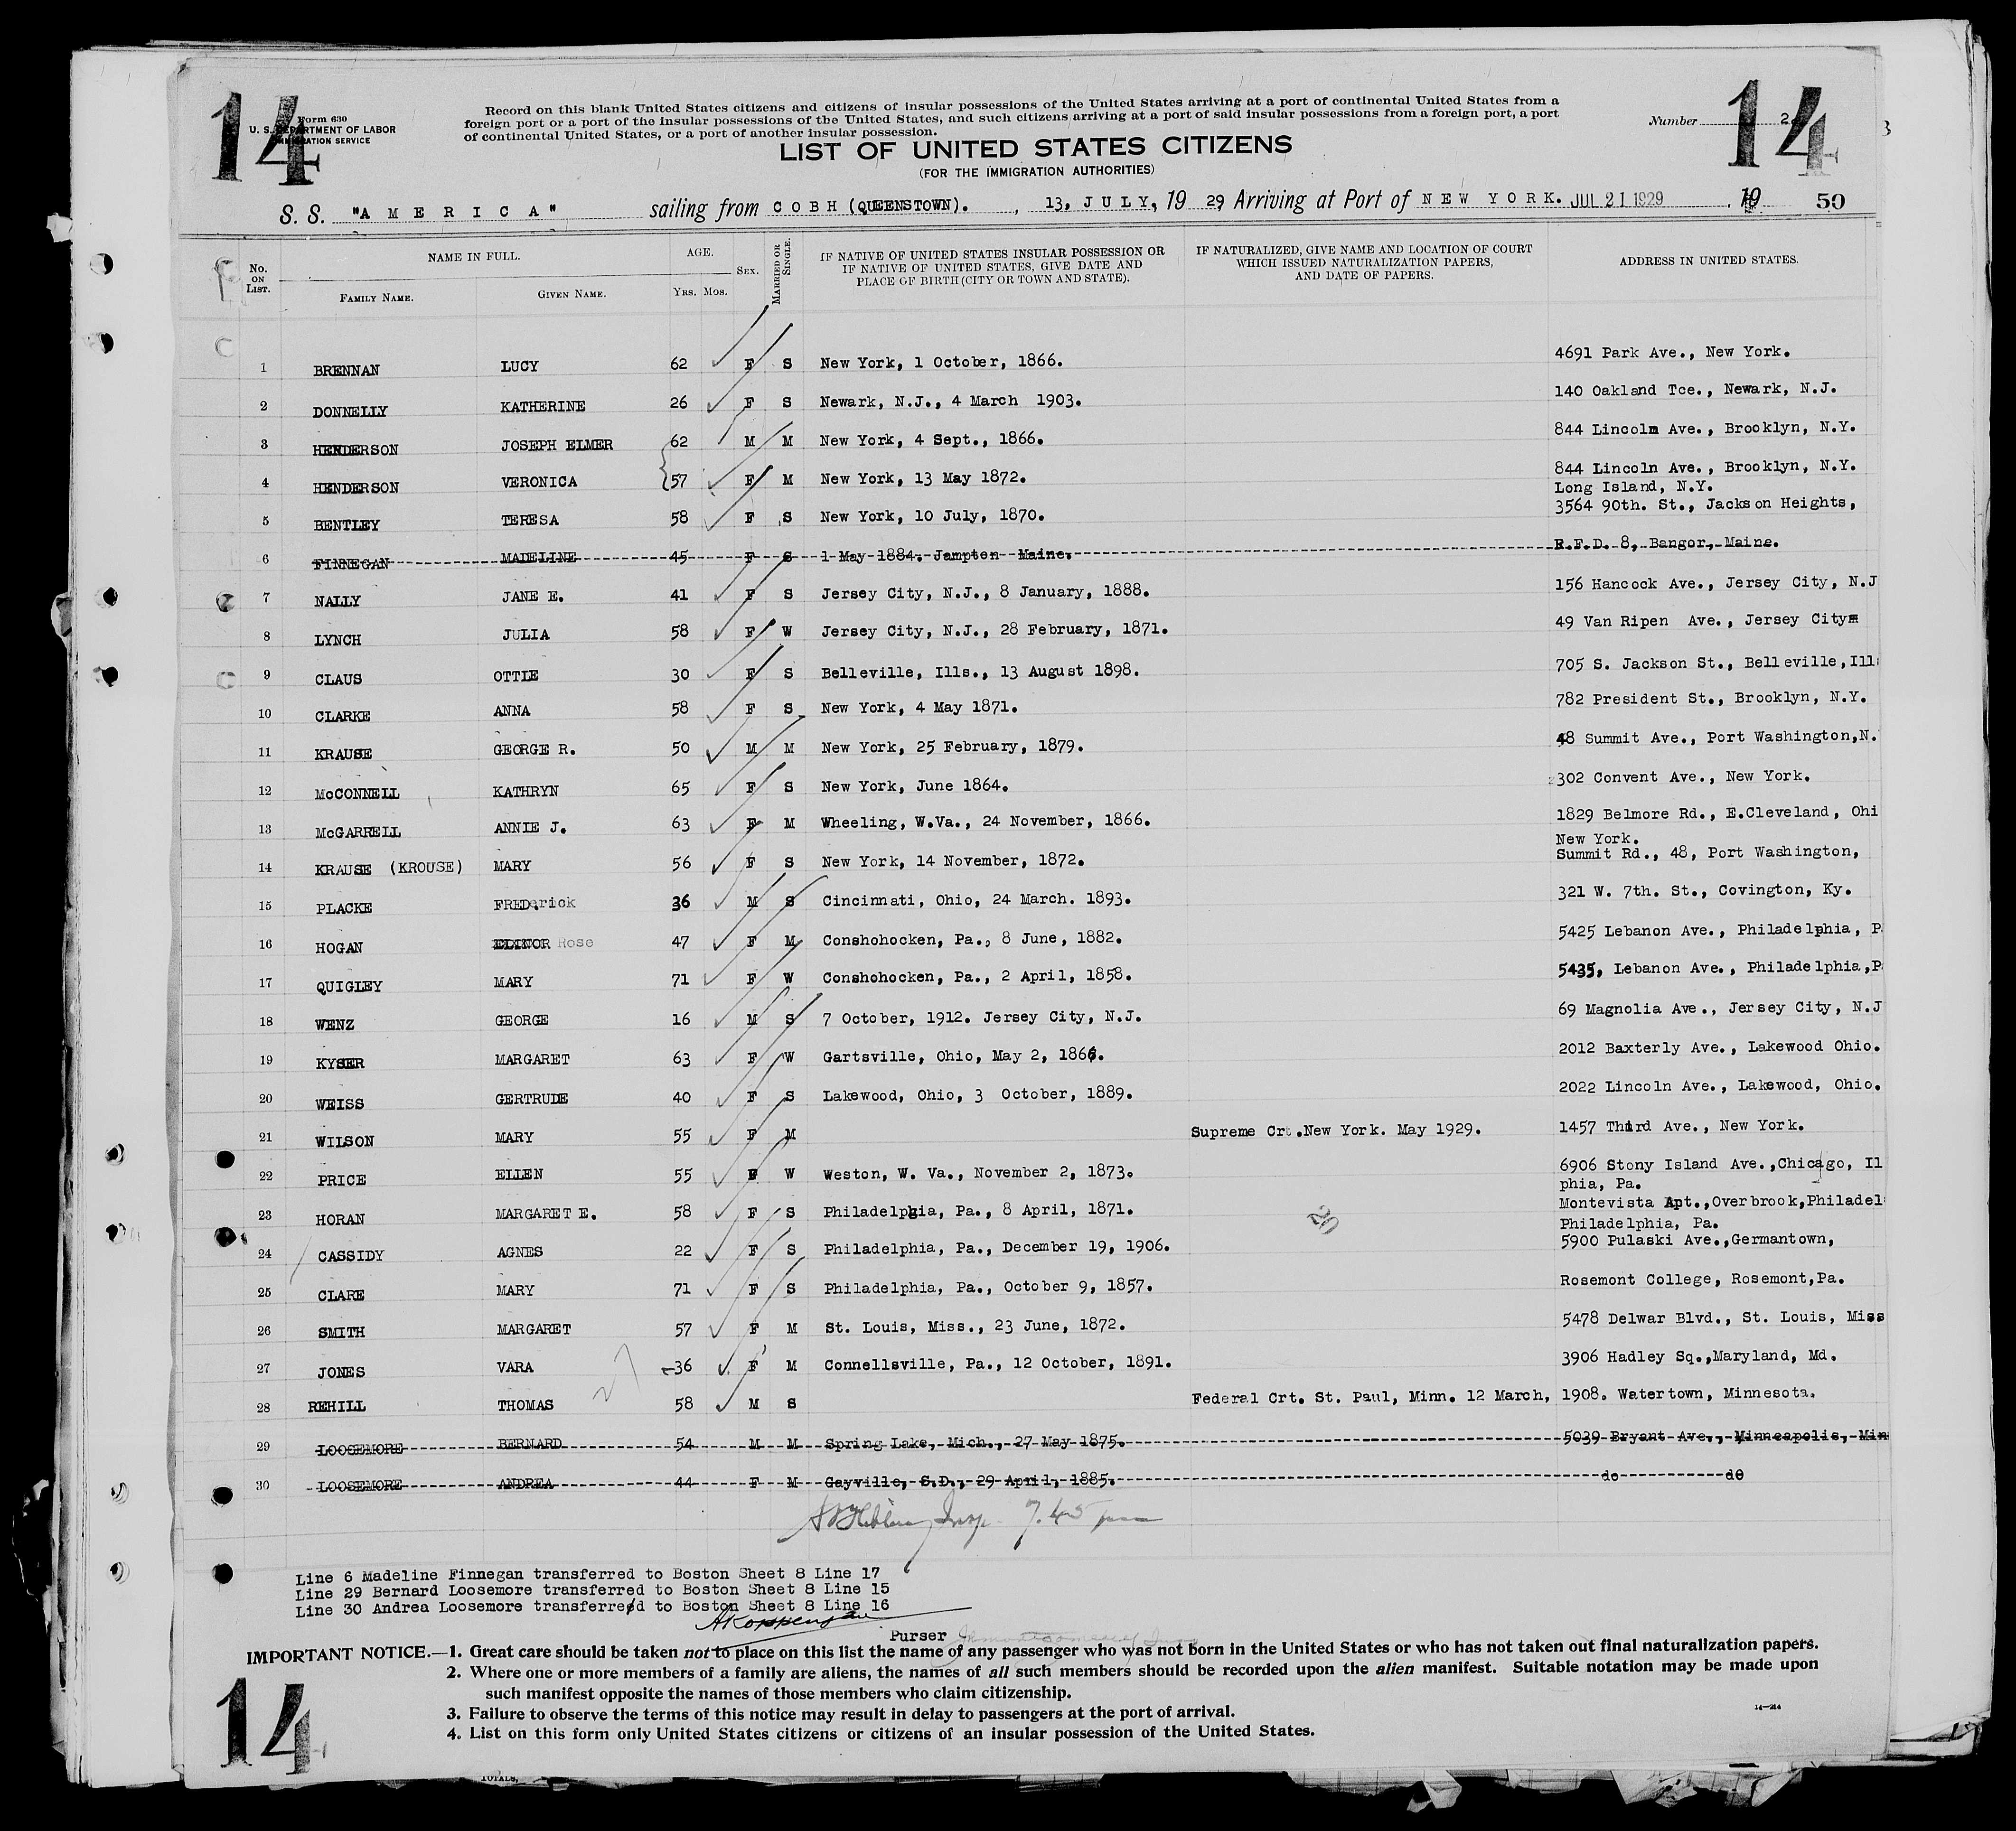 14
Form 630
U. S. DEPARTMENT OF LABOR
IMMIGRATION SERVICE
Record on this blank United States citizens and citizens of insular possessions of the United States arriving at a port of continental United States from a
foreign port or a port of the insular possessions of the United States, and such citizens arriving at a port of said insular possessions from a foreign port, a port
of continental United States, or a port of another insular possession.
14
Number 2
LIST OF UNITED STATES CITIZENS
(FOR THE IMMIGRATION AUTHORITIES)
S. S. "A M E R I C A" sailing from C O B H (QUEENSTOWN). , 13, J U L Y, 19 29, Arriving at Port of N E W Y O R K. JUL 21 1929 , 19 50
No. ON LIST. NAME IN FULL. FAMILY NAME. GIVEN NAME. AGE. YRS. MOS. SEX. MARRIED OR SINGLE. IF NATIVE OF UNITED STATES INSULAR POSSESSION OR IF NATIVE OF UNITED STATES, GIVE DATE AND PLACE OF BIRTH (CITY OR TOWN AND STATE). IF NATURALIZED, GIVE NAME AND LOCATION OF COURT WHICH ISSUED NATURALIZATION PAPERS, AND DATE OF PAPERS. ADDRESS IN UNITED STATES.
1 BRENNAN LUCY 62 F S New York, 1 October, 1866. 4691 Park Ave., New York.
2 DONNELLY KATHERINE 26 F S Newark, N.J., 4 March 1903. 140 Oakland Tce., Newark, N.J.
3 HENDERSON JOSEPH ELMER 62 M M New York, 4 Sept., 1866. 844 Lincoln Ave., Brooklyn, N.Y.
4 HENDERSON VERONICA 57 F M New York, 13 May 1872. 844 Lincoln Ave., Brooklyn, N.Y.
Long Island, N.Y.
5 BENTLEY TERESA 58 F S New York, 10 July, 1870. 3564 90th. St., Jackson Heights,
6 FINNEGAN MADELINE 45 F S 1 May 1884. Jampton Maine. R.F.D. 8, Bangor, Maine.
7 NALLY JANE E. 41 F S Jersey City, N.J., 8 January, 1888. 156 Hancock Ave., Jersey City, N.J
8 LYNCH JULIA 58 F W Jersey City, N.J., 28 February, 1871. 49 Van Ripen Ave., Jersey City
9 CLAUS OTTIE 30 F S Belleville, Ills., 13 August 1898. 705 S. Jackson St., Belleville, Ill
10 CLARKE ANNA 58 F S New York, 4 May 1871. 782 President St., Brooklyn, N.Y.
11 KRAUSE GEORGE R. 50 M M New York, 25 February, 1879. 48 Summit Ave., Port Washington,N.
12 McCONNELL KATHRYN 65 F S New York, June 1864. 302 Convent Ave., New York.
13 McGARRELL ANNIE J. 63 F M Wheeling, W.Va., 24 November, 1866. 1829 Belmore Rd., E.Cleveland, Ohi
New York.
14 KRAUSE (KROUSE) MARY 56 F S New York, 14 November, 1872. Summit Rd., 48, Port Washington,
15 PLACKE FREDerick 36 M S Cincinnati, Ohio, 24 March. 1893. 321 W. 7th. St., Covington, Ky.
16 HOGAN Rose 47 F M Conshohocken, Pa., 8 June, 1882. 5425 Lebanon Ave., Philadelphia, P
17 QUIGLEY MARY 71 F W Conshohocken, Pa., 2 April, 1858. 5435, Lebanon Ave., Philadelphia,P
18 WENZ GEORGE 16 M S 7 October, 1912. Jersey City, N.J. 69 Magnolia Ave., Jersey City, N.J
19 KYSER MARGARET 63 F W Gartsville, Ohio, May 2, 1866. 2012 Baxterly Ave., Lakewood Ohio.
20 WEISS GERTRUDE 40 F S Lakewood, Ohio, 3 October, 1889. 2022 Lincoln Ave., Lakewood, Ohio.
21 WILSON MARY 55 F M Supreme Crt.New York. May 1929. 1457 Third Ave., New York.
22 PRICE ELLEN 55 F W Weston, W. Va., November 2, 1873. 6906 Stony Island Ave.,Chicago, Il
phia, Pa.
23 HORAN MARGARET E. 58 F S Philadelphia, Pa., 8 April, 1871. 20 Montevista Apt.,Overbrook,Philadel
Philadelphia, Pa.
24 CASSIDY AGNES 22 F S Philadelphia, Pa., December 19, 1906. 5900 Pulaski Ave.,Germantown,
25 CLARE MARY 71 F S Philadelphia, Pa., October 9, 1857. Rosemont College, Rosemont,Pa.
26 SMITH MARGARET 57 F M St. Louis, Miss., 23 June, 1872. 5478 Delwar Blvd., St. Louis, Miss
27 JONES VARA 36 F M Connellsville, Pa., 12 October, 1891. 3906 Hadley Sq.,Maryland, Md.
28 REHILL THOMAS 58 M S Federal Crt. St. Paul, Minn. 12 March, 1908. Watertown, Minnesota.
29 LOOSEMORE BERNARD 54 M M Spring Lake, Mich., 27 May 1875. 5039 Bryant Ave., Minneapolis, Min
30 LOOSEMORE ANDREA 44 F M Gayville, S.D., 29 April, 1885. do do
Insp. 7.45 pm
Line 6 Madeline Finnegan transferred to Boston Sheet 8 Line 17
Line 29 Bernard Loosemore transferred to Boston Sheet 8 Line 15
Line 30 Andrea Loosemore transferred to Boston Sheet 8 Line 16
Purser
IMPORTANT NOTICE.—1. Great care should be taken not to place on this list the name of any passenger who was not born in the United States or who has not taken out final naturalization papers.
2. Where one or more members of a family are aliens, the names of all such members should be recorded upon the alien manifest. Suitable notation may be made upon
such manifest opposite the names of those members who claim citizenship.
3. Failure to observe the terms of this notice may result in delay to passengers at the port of arrival.
4. List on this form only United States citizens or citizens of an insular possession of the United States.
14—214
14
TOTALS,